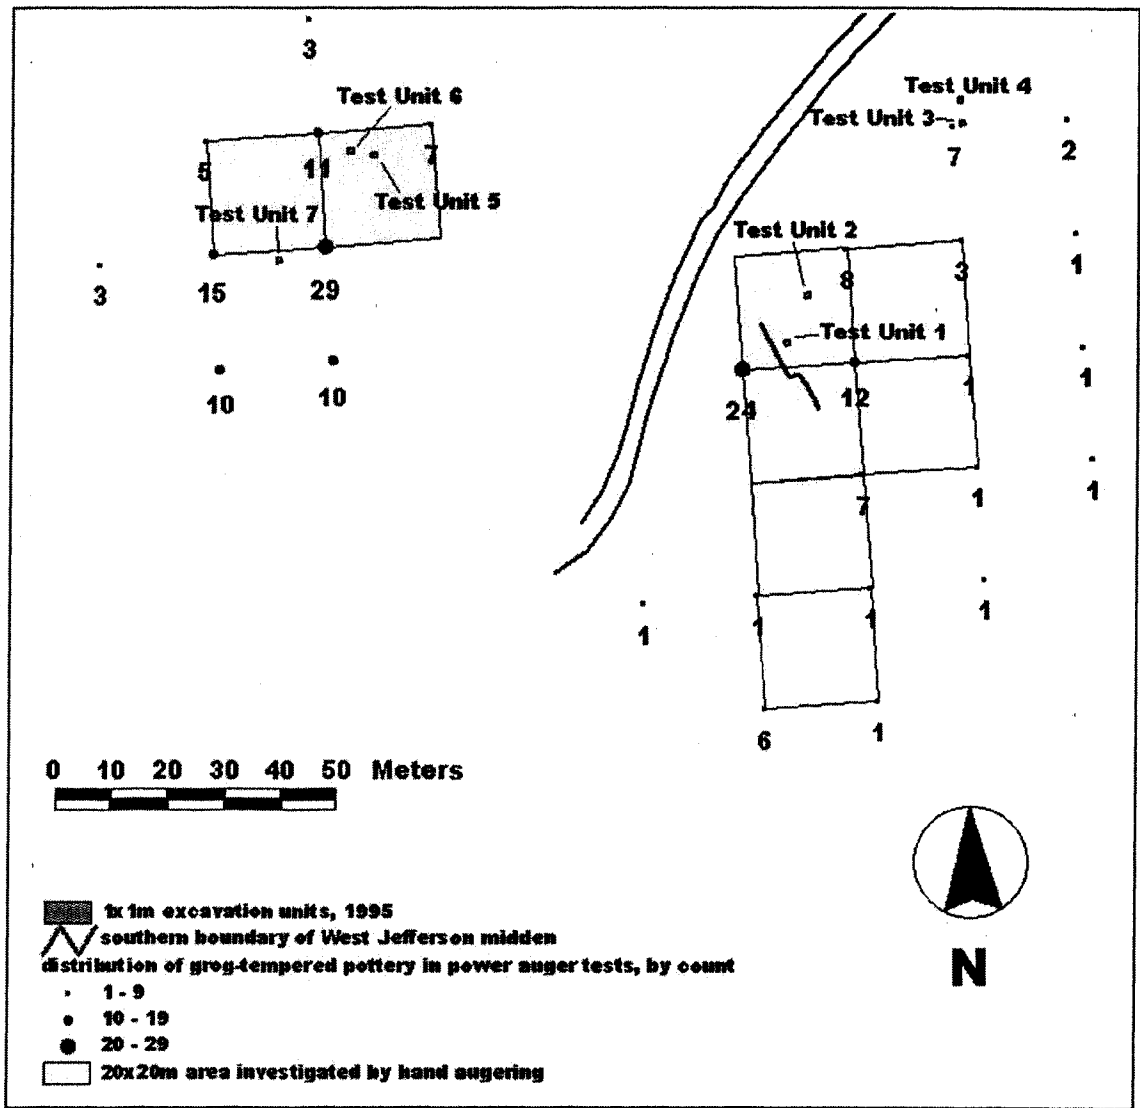 3
Test Unit 6
Test Unit 4
Test Unit 3
5 11 7
7 2
Test Unit 5
Test Unit 7
Test Unit 2
3 15 29
8 3 1
Test Unit 1
10 10
24 12 1 1
7 1 1
1 1 1 1
6 1
0 10 20 30 40 50 Meters
1x1m excavation units, 1995
southern boundary of West Jefferson midden
distribution of grog-tempered pottery in power auger tests, by count
1 - 9
10 - 19
20 - 29
20x20m area investigated by hand augering
N